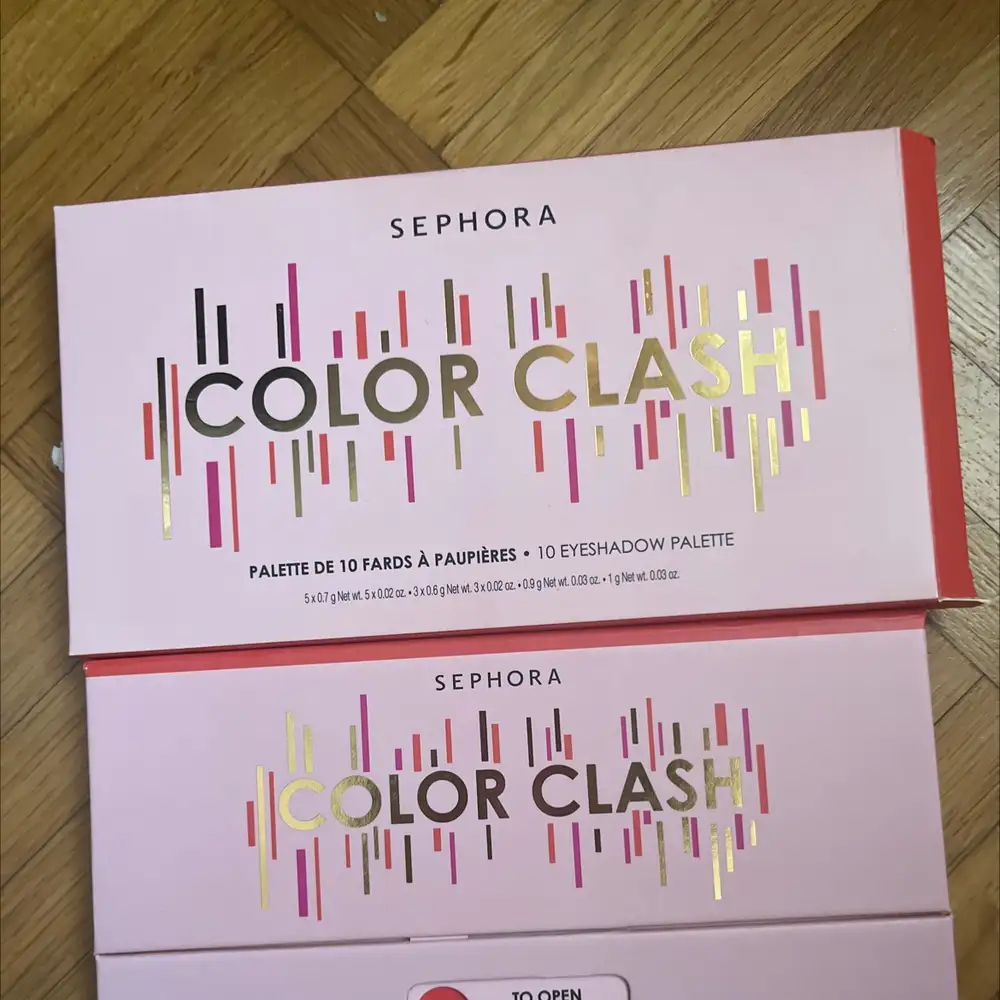 SEPHORA
COLOR CLASH
PALETTE DE 10 FARDS À PAUPIÈRES • 10 EYESHADOW PALETTE
5 x 0.7 g Net wt. 5 x 0.02 oz. • 3 x 0.6 g Net wt. 3 x 0.02 oz. • 0.9 g Net wt. 0.03 oz. • 1 g Net wt. 0.03 oz.
SEPHORA
COLOR CLASH
TO OPEN